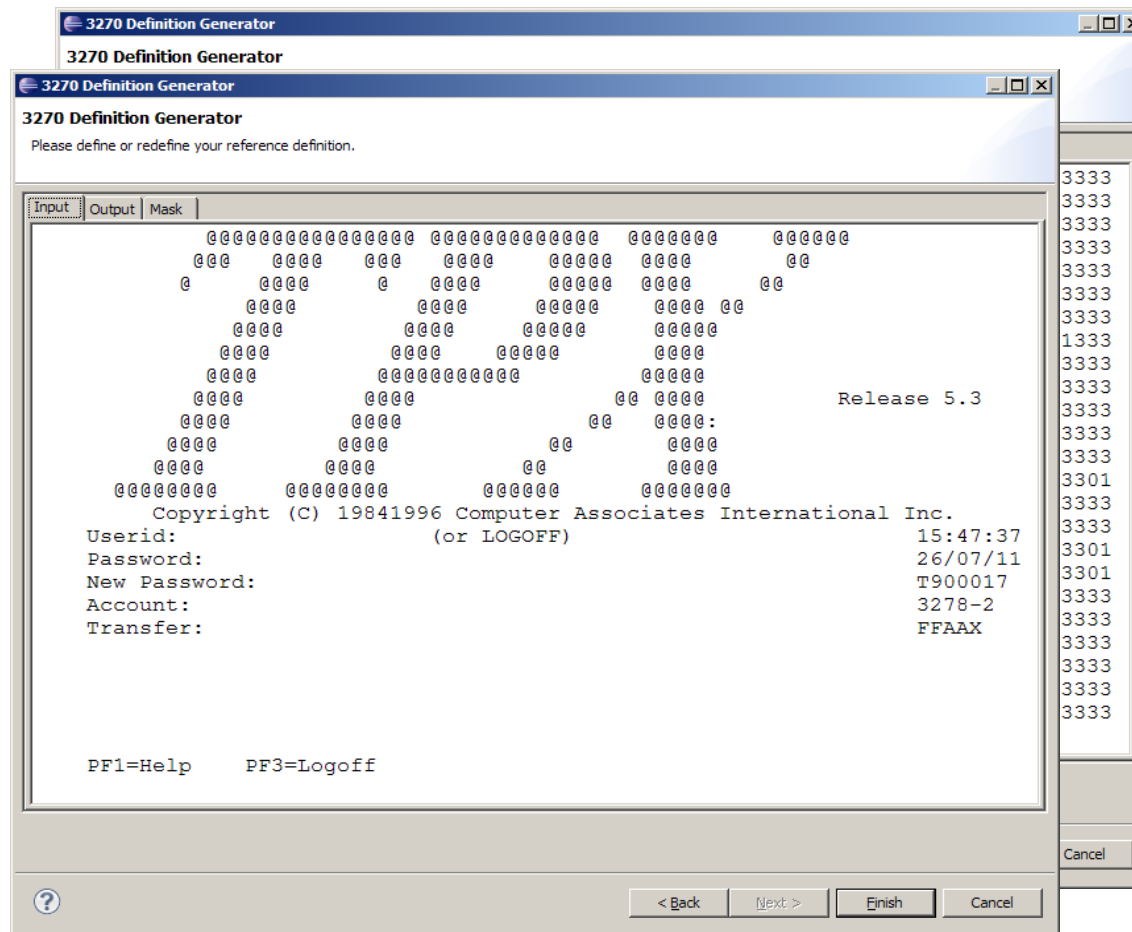 3270 Definition Generator
3270 Definition Generator
3270 Definition Generator
3270 Definition Generator
Please define or redefine your reference definition.
Input Output Mask
@@@@@@@@@@@@@@@@ @@@@@@@@@@@@@ @@@@@@@ @@@@@@
@@@ @@@@ @@@ @@@@ @@@@@ @@@@ @@
@ @@@@ @ @@@@ @@@@@ @@@@ @@
@@@@ @@@@ @@@@@ @@@@ @@
@@@@ @@@@ @@@@@ @@@@@
@@@@ @@@@ @@@@@ @@@@
@@@@ @@@@@@@@@@@ @@@@@
@@@@ @@@@ @@ @@@@ Release 5.3
@@@@ @@@@ @@ @@@@:
@@@@ @@@@ @@ @@@@
@@@@ @@@@ @@ @@@@
@@@@@@@@ @@@@@@@@ @@@@@@ @@@@@@@
Copyright (C) 19841996 Computer Associates International Inc.
Userid: (or LOGOFF) 15:47:37
Password: 26/07/11
New Password: T900017
Account: 3278-2
Transfer: FFAAX
PF1=Help PF3=Logoff
< Back Next > Finish Cancel
3333
3333
3333
3333
3333
3333
3333
1333
3333
3333
3333
3333
3333
3301
3333
3333
3301
3301
3333
3333
3333
3333
3333
3333
Cancel